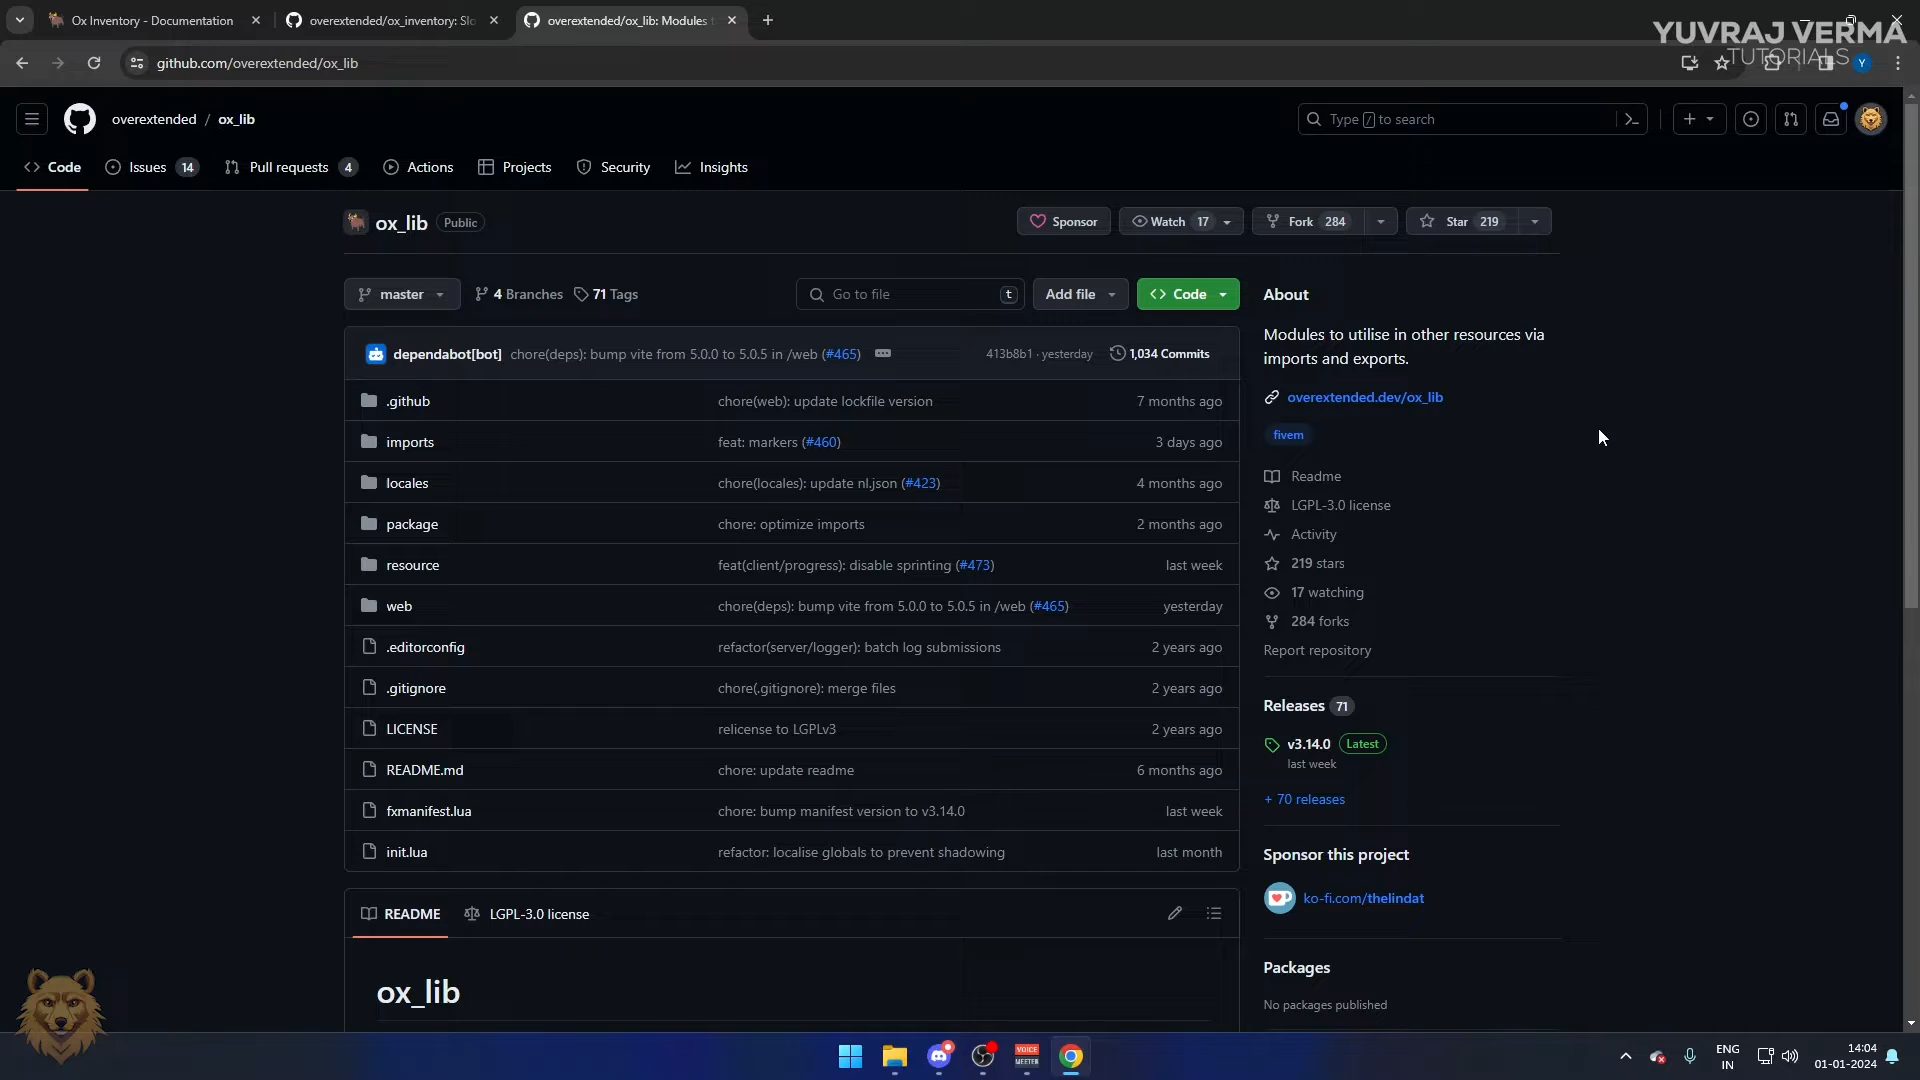 Ox Inventory - Documentation
overextended/ox_inventory: Slo
overextended/ox_lib: Modules t
YUVRAJ VERMA
TUTORIALS
github.com/overextended/ox_lib
Y
overextended / ox_lib
Type / to search
Code
Issues 14
Pull requests 4
Actions
Projects
Security
Insights
ox_lib Public
Sponsor
Watch 17
Fork 284
Star 219
master
4 Branches
71 Tags
Go to file t
Add file
Code
dependabot[bot] chore(deps): bump vite from 5.0.0 to 5.0.5 in /web (#465) 413b8b1 · yesterday 1,034 Commits
.github chore(web): update lockfile version 7 months ago
imports feat: markers (#460) 3 days ago
locales chore(locales): update nl.json (#423) 4 months ago
package chore: optimize imports 2 months ago
resource feat(client/progress): disable sprinting (#473) last week
web chore(deps): bump vite from 5.0.0 to 5.0.5 in /web (#465) yesterday
.editorconfig refactor(server/logger): batch log submissions 2 years ago
.gitignore chore(.gitignore): merge files 2 years ago
LICENSE relicense to LGPLv3 2 years ago
README.md chore: update readme 6 months ago
fxmanifest.lua chore: bump manifest version to v3.14.0 last week
init.lua refactor: localise globals to prevent shadowing last month
README
LGPL-3.0 license
ox_lib
About
Modules to utilise in other resources via
imports and exports.
overextended.dev/ox_lib
fivem
Readme
LGPL-3.0 license
Activity
219 stars
17 watching
284 forks
Report repository
Releases 71
v3.14.0 Latest
last week
+ 70 releases
Sponsor this project
ko-fi.com/thelindat
Packages
No packages published
VOICE
MEETER
ENG
IN
14:04
01-01-2024